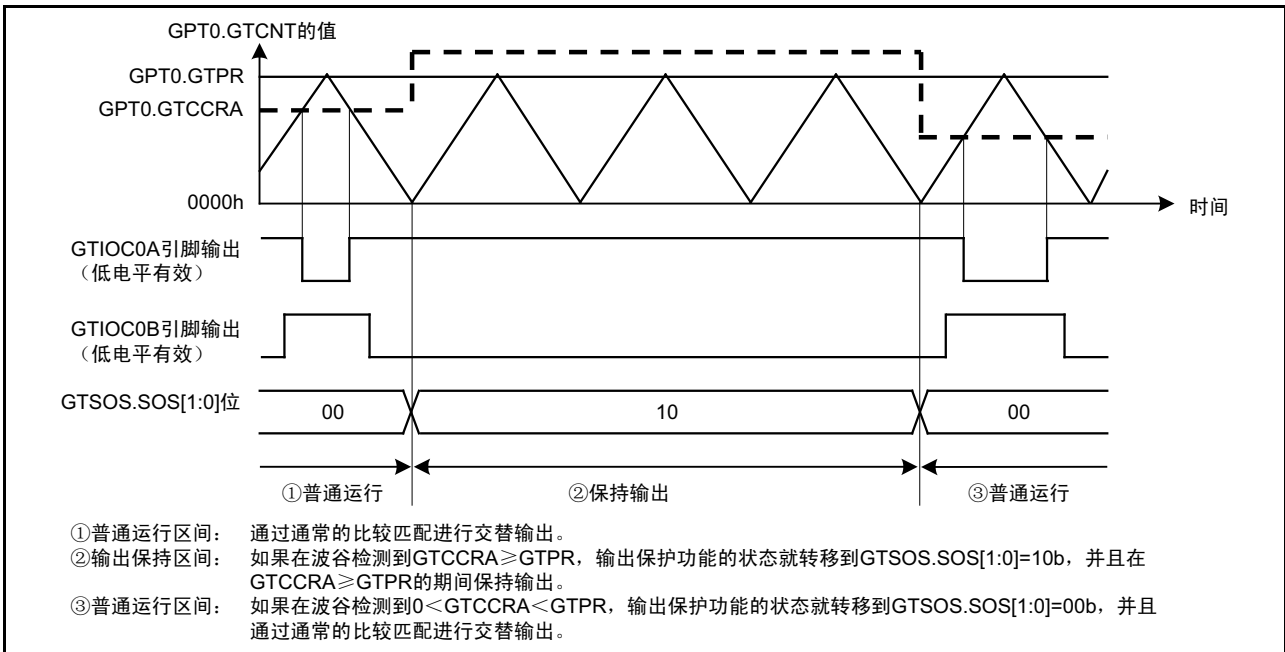 GPT0.GTCNT的值
GPT0.GTPR
GPT0.GTCCRA
0000h
时间
GTIOC0A引脚输出
（低电平有效）
GTIOC0B引脚输出
（低电平有效）
GTSOS.SOS[1:0]位
00
10
00
①普通运行
②保持输出
③普通运行
①普通运行区间： 通过通常的比较匹配进行交替输出。
②输出保持区间： 如果在波谷检测到GTCCRA≥GTPR，输出保护功能的状态就转移到GTSOS.SOS[1:0]=10b，并且在
GTCCRA≥GTPR的期间保持输出。
③普通运行区间： 如果在波谷检测到0＜GTCCRA＜GTPR，输出保护功能的状态就转移到GTSOS.SOS[1:0]=00b，并且
通过通常的比较匹配进行交替输出。